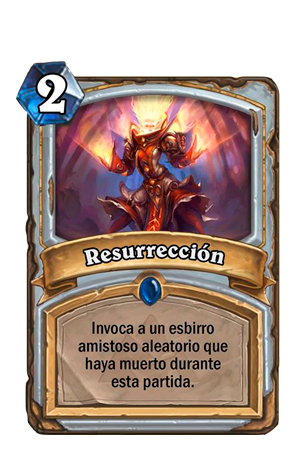 2
Resurrección
Invoca a un esbirro
amistoso aleatorio que
haya muerto durante
esta partida.